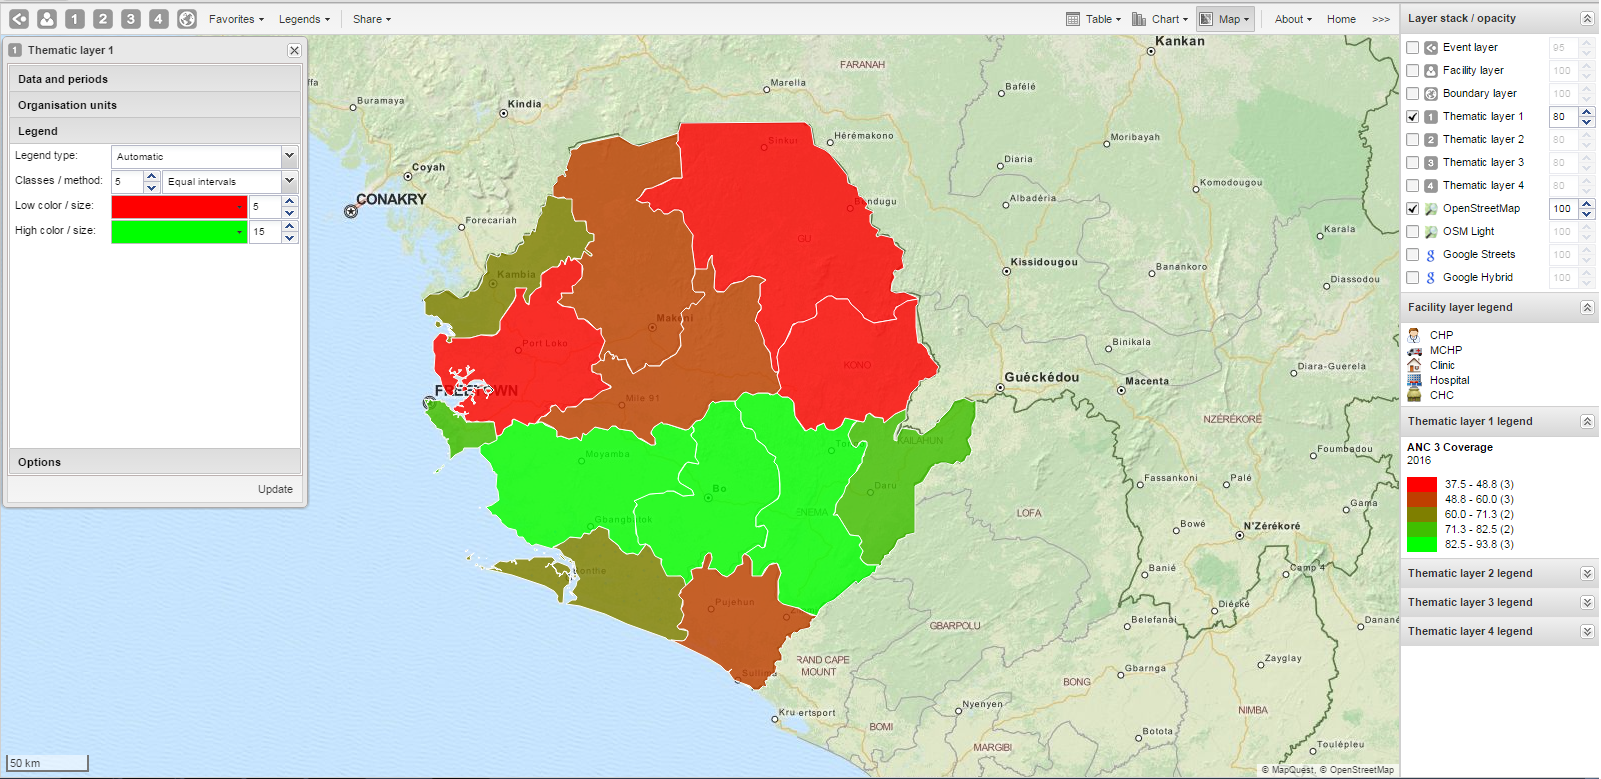 1 2 3 4 Favorites Legends Share Table Chart Map About Home >>>
Thematic layer 1
Data and periods
Organisation units
Legend
Legend type: Automatic
Classes / method: 5 Equal intervals
Low color / size: 5
High color / size: 15
Options
Update
Kankan
FARANAH
Marella
Bafélé
Buramaya
Kindia
Hérémakono
Moribayah
Sinkur
Coyah
Diaria
Komodougou
CONAKRY
Albadéria
Bendugu
Forecariah
Karala
GU
Kissidougou
Kambia
Banankoro
Diassodou
Makeni
Port Loko
Binikala
KONO
Diara-Guerela
Guéckédou
Macenta
FREETOWN
Mile 91
NZÉRÉKORÉ
KAILAHUN
Moyamba
Foumbadou
Fassankoni
Palé
Daru
Bo
Gama
ENEMA
LOFA
Gbangbatok
Bowé
N'Zérékoré
Banié
Camp 4
onthe
Pujehun
Diécké
Belefanai
Danané
GBARPOLU
RAND CAPE
MOUNT
Zayglay
Gbarnga
Sulima
BONG
Nyenyen
NIMBA
Kru
ertsport
BOMI
Botota
MARGIBI
Toulépleu
50 km
© MapQuest, © OpenStreetMap
Layer stack / opacity
Event layer 95
Facility layer 100
Boundary layer 100
1 Thematic layer 1 80
2 Thematic layer 2 80
3 Thematic layer 3 80
4 Thematic layer 4 80
OpenStreetMap 100
OSM Light 100
g Google Streets 100
g Google Hybrid 100
Facility layer legend
CHP
MCHP
Clinic
Hospital
CHC
Thematic layer 1 legend
ANC 3 Coverage
2016
37.5 - 48.8 (3)
48.8 - 60.0 (3)
60.0 - 71.3 (2)
71.3 - 82.5 (2)
82.5 - 93.8 (3)
Thematic layer 2 legend
Thematic layer 3 legend
Thematic layer 4 legend